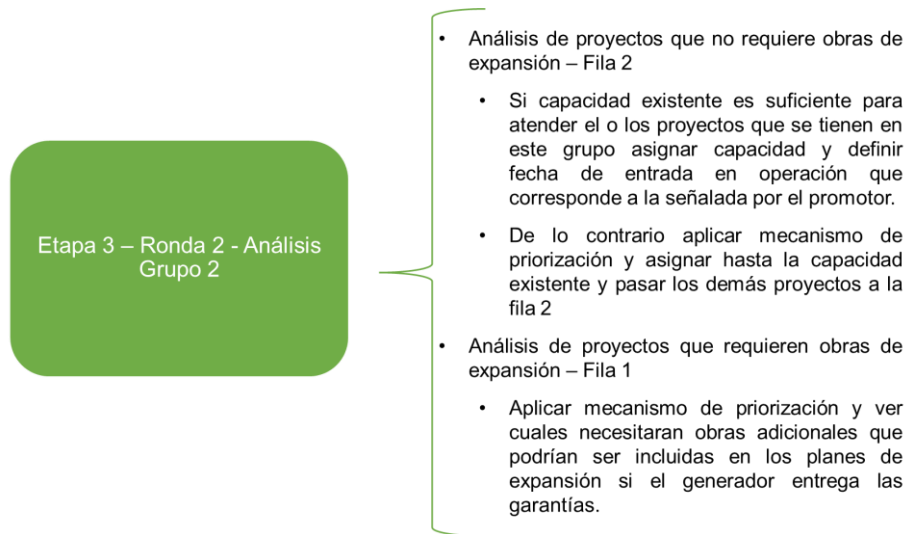 Etapa 3 – Ronda 2 - Análisis
Grupo 2
• Análisis de proyectos que no requiere obras de
expansión – Fila 2
• Si capacidad existente es suficiente para
atender el o los proyectos que se tienen en
este grupo asignar capacidad y definir
fecha de entrada en operación que
corresponde a la señalada por el promotor.
• De lo contrario aplicar mecanismo de
priorización y asignar hasta la capacidad
existente y pasar los demás proyectos a la
fila 2
• Análisis de proyectos que requieren obras de
expansión – Fila 1
• Aplicar mecanismo de priorización y ver
cuales necesitaran obras adicionales que
podrían ser incluidas en los planes de
expansión si el generador entrega las
garantías.